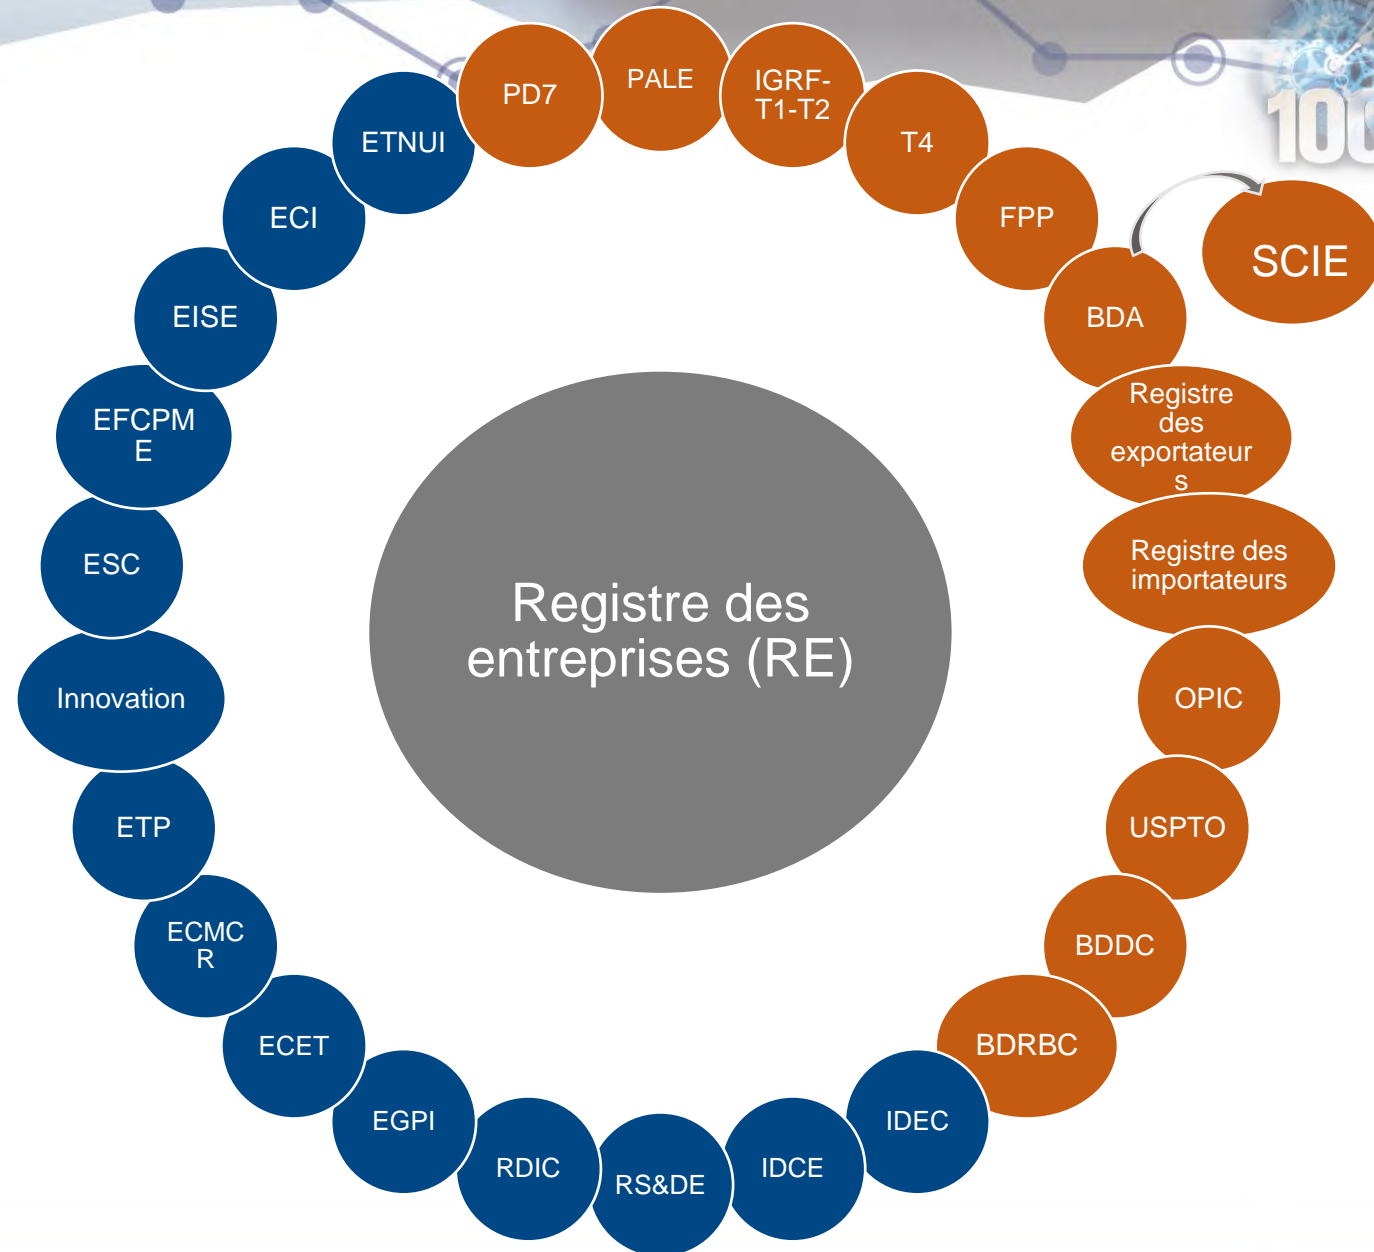 PD7
PALE
IGRF-
T1-T2
T4
FPP
BDA
SCIE
Registre
des
exportateur
s
Registre des
importateurs
OPIC
USPTO
BDDC
BDRBC
IDEC
IDCE
RS&DE
RDIC
EGPI
ECET
ECMC
R
ETP
Innovation
ESC
EFCPM
E
EISE
ECI
ETNUI
Registre des
entreprises (RE)
100